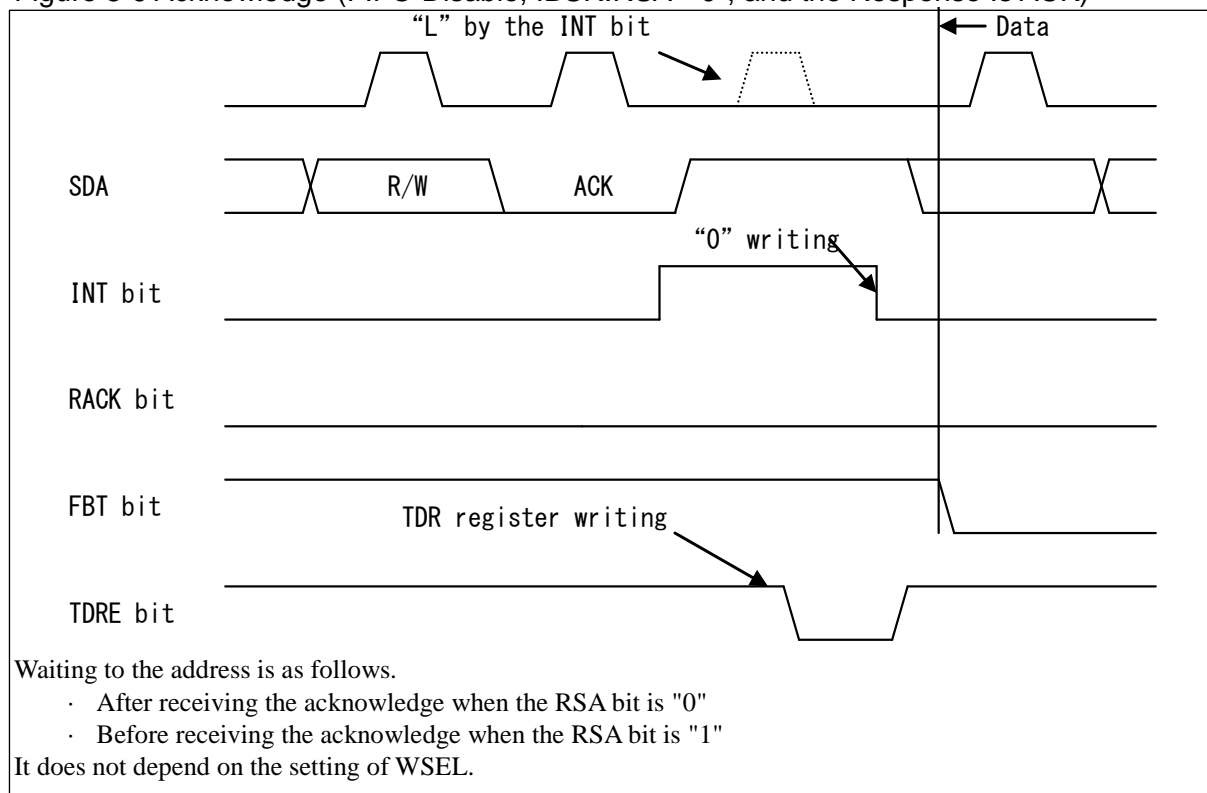 “L” by the INT bit
Data
SDA
R/W
ACK
“0” writing
INT bit
RACK bit
FBT bit
TDR register writing
TDRE bit
Waiting to the address is as follows.
· After receiving the acknowledge when the RSA bit is "0"
· Before receiving the acknowledge when the RSA bit is "1"
It does not depend on the setting of WSEL.